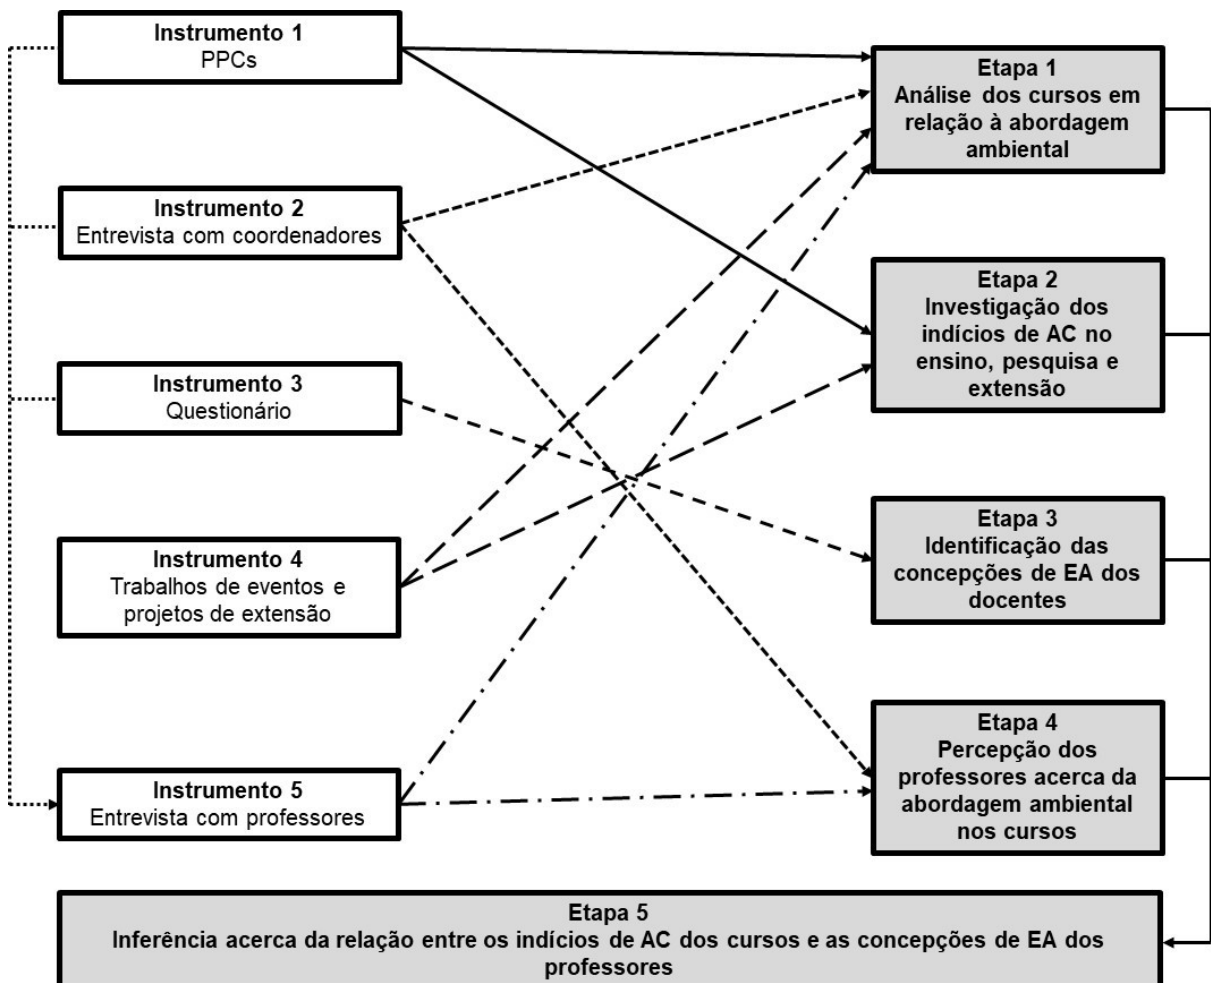 Instrumento 1
PPCs
Instrumento 2
Entrevista com coordenadores
Instrumento 3
Questionário
Instrumento 4
Trabalhos de eventos e
projetos de extensão
Instrumento 5
Entrevista com professores
Etapa 1
Análise dos cursos em
relação à abordagem
ambiental
Etapa 2
Investigação dos
indícios de AC no
ensino, pesquisa e
extensão
Etapa 3
Identificação das
concepções de EA dos
docentes
Etapa 4
Percepção dos
professores acerca da
abordagem ambiental
nos cursos
Etapa 5
Inferência acerca da relação entre os indícios de AC dos cursos e as concepções de EA dos
professores